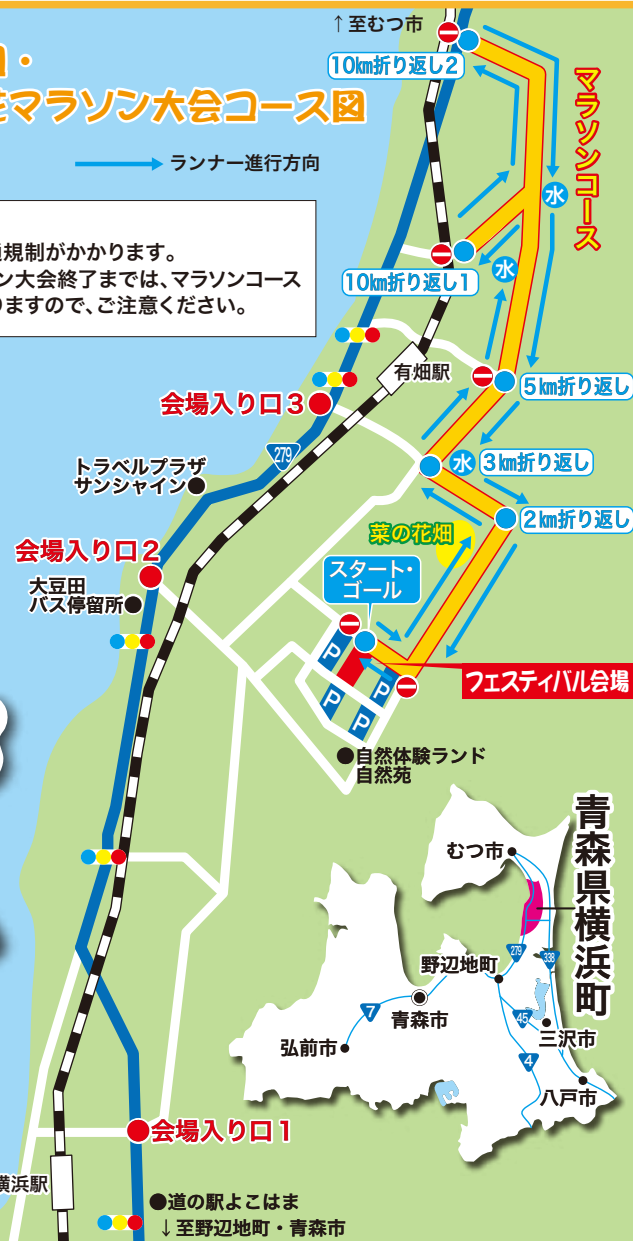 ↑至むつ市
10km折り返し2
マラソン大会コース図
マラソンコース
ランナー進行方向
水
規制がかかります。
ン大会終了までは、マラソンコース
りますので、ご注意ください。
10km折り返し1
水
有畑駅
5km折り返し
会場入り口3
279
水
3km折り返し
トラベルプラザ
サンシャイン
2km折り返し
菜の花畑
会場入り口2
スタート・
ゴール
大豆田
バス停留所
P
P
P
P
フェスティバル会場
自然体験ランド
自然苑
青森県横浜町
むつ市
野辺地町
279
338
7
青森市
45
三沢市
弘前市
4
八戸市
会場入り口1
横浜駅
道の駅よこはま
↓至野辺地町・青森市